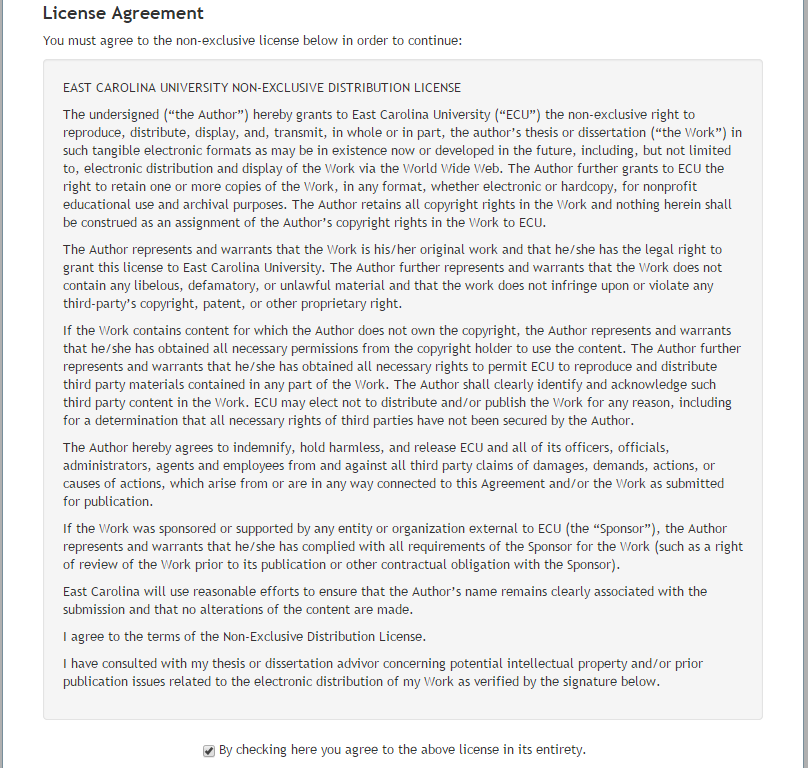 License Agreement
You must agree to the non-exclusive license below in order to continue:
EAST CAROLINA UNIVERSITY NON-EXCLUSIVE DISTRIBUTION LICENSE
The undersigned (“the Author”) hereby grants to East Carolina University (“ECU”) the non-exclusive right to
reproduce, distribute, display, and, transmit, in whole or in part, the author’s thesis or dissertation (“the Work”) in
such tangible electronic formats as may be in existence now or developed in the future, including, but not limited
to, electronic distribution and display of the Work via the World Wide Web. The Author further grants to ECU the
right to retain one or more copies of the Work, in any format, whether electronic or hardcopy, for nonprofit
educational use and archival purposes. The Author retains all copyright rights in the Work and nothing herein shall
be construed as an assignment of the Author’s copyright rights in the Work to ECU.
The Author represents and warrants that the Work is his/her original work and that he/she has the legal right to
grant this license to East Carolina University. The Author further represents and warrants that the Work does not
contain any libelous, defamatory, or unlawful material and that the work does not infringe upon or violate any
third-party’s copyright, patent, or other proprietary right.
If the Work contains content for which the Author does not own the copyright, the Author represents and warrants
that he/she has obtained all necessary permissions from the copyright holder to use the content. The Author further
represents and warrants that he/she has obtained all necessary rights to permit ECU to reproduce and distribute
third party materials contained in any part of the Work. The Author shall clearly identify and acknowledge such
third party content in the Work. ECU may elect not to distribute and/or publish the Work for any reason, including
for a determination that all necessary rights of third parties have not been secured by the Author.
The Author hereby agrees to indemnify, hold harmless, and release ECU and all of its officers, officials,
administrators, agents and employees from and against all third party claims of damages, demands, actions, or
causes of actions, which arise from or are in any way connected to this Agreement and/or the Work as submitted
for publication.
If the Work was sponsored or supported by any entity or organization external to ECU (the “Sponsor”), the Author
represents and warrants that he/she has complied with all requirements of the Sponsor for the Work (such as a right
of review of the Work prior to its publication or other contractual obligation with the Sponsor).
East Carolina will use reasonable efforts to ensure that the Author’s name remains clearly associated with the
submission and that no alterations of the content are made.
I agree to the terms of the Non-Exclusive Distribution License.
I have consulted with my thesis or dissertation advivor concerning potential intellectual property and/or prior
publication issues related to the electronic distribution of my Work as verified by the signature below.
By checking here you agree to the above license in its entirety.